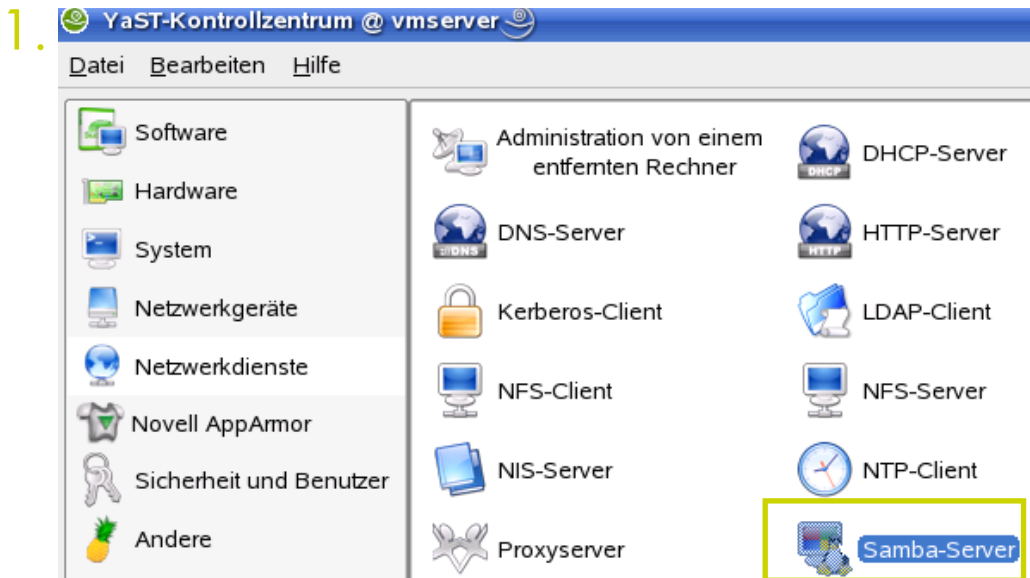 1.
YaST-Kontrollzentrum @ vmserver
Datei Bearbeiten Hilfe
Software
Hardware
System
Netzwerkgeräte
Netzwerkdienste
Novell AppArmor
Sicherheit und Benutzer
Andere
Administration von einem
entfernten Rechner
DHCP
DHCP-Server
DNS
DNS-Server
HTTP
HTTP-Server
Kerberos-Client
LDAP-Client
NFS-Client
NFS-Server
NIS-Server
NTP-Client
Proxyserver
Samba-Server